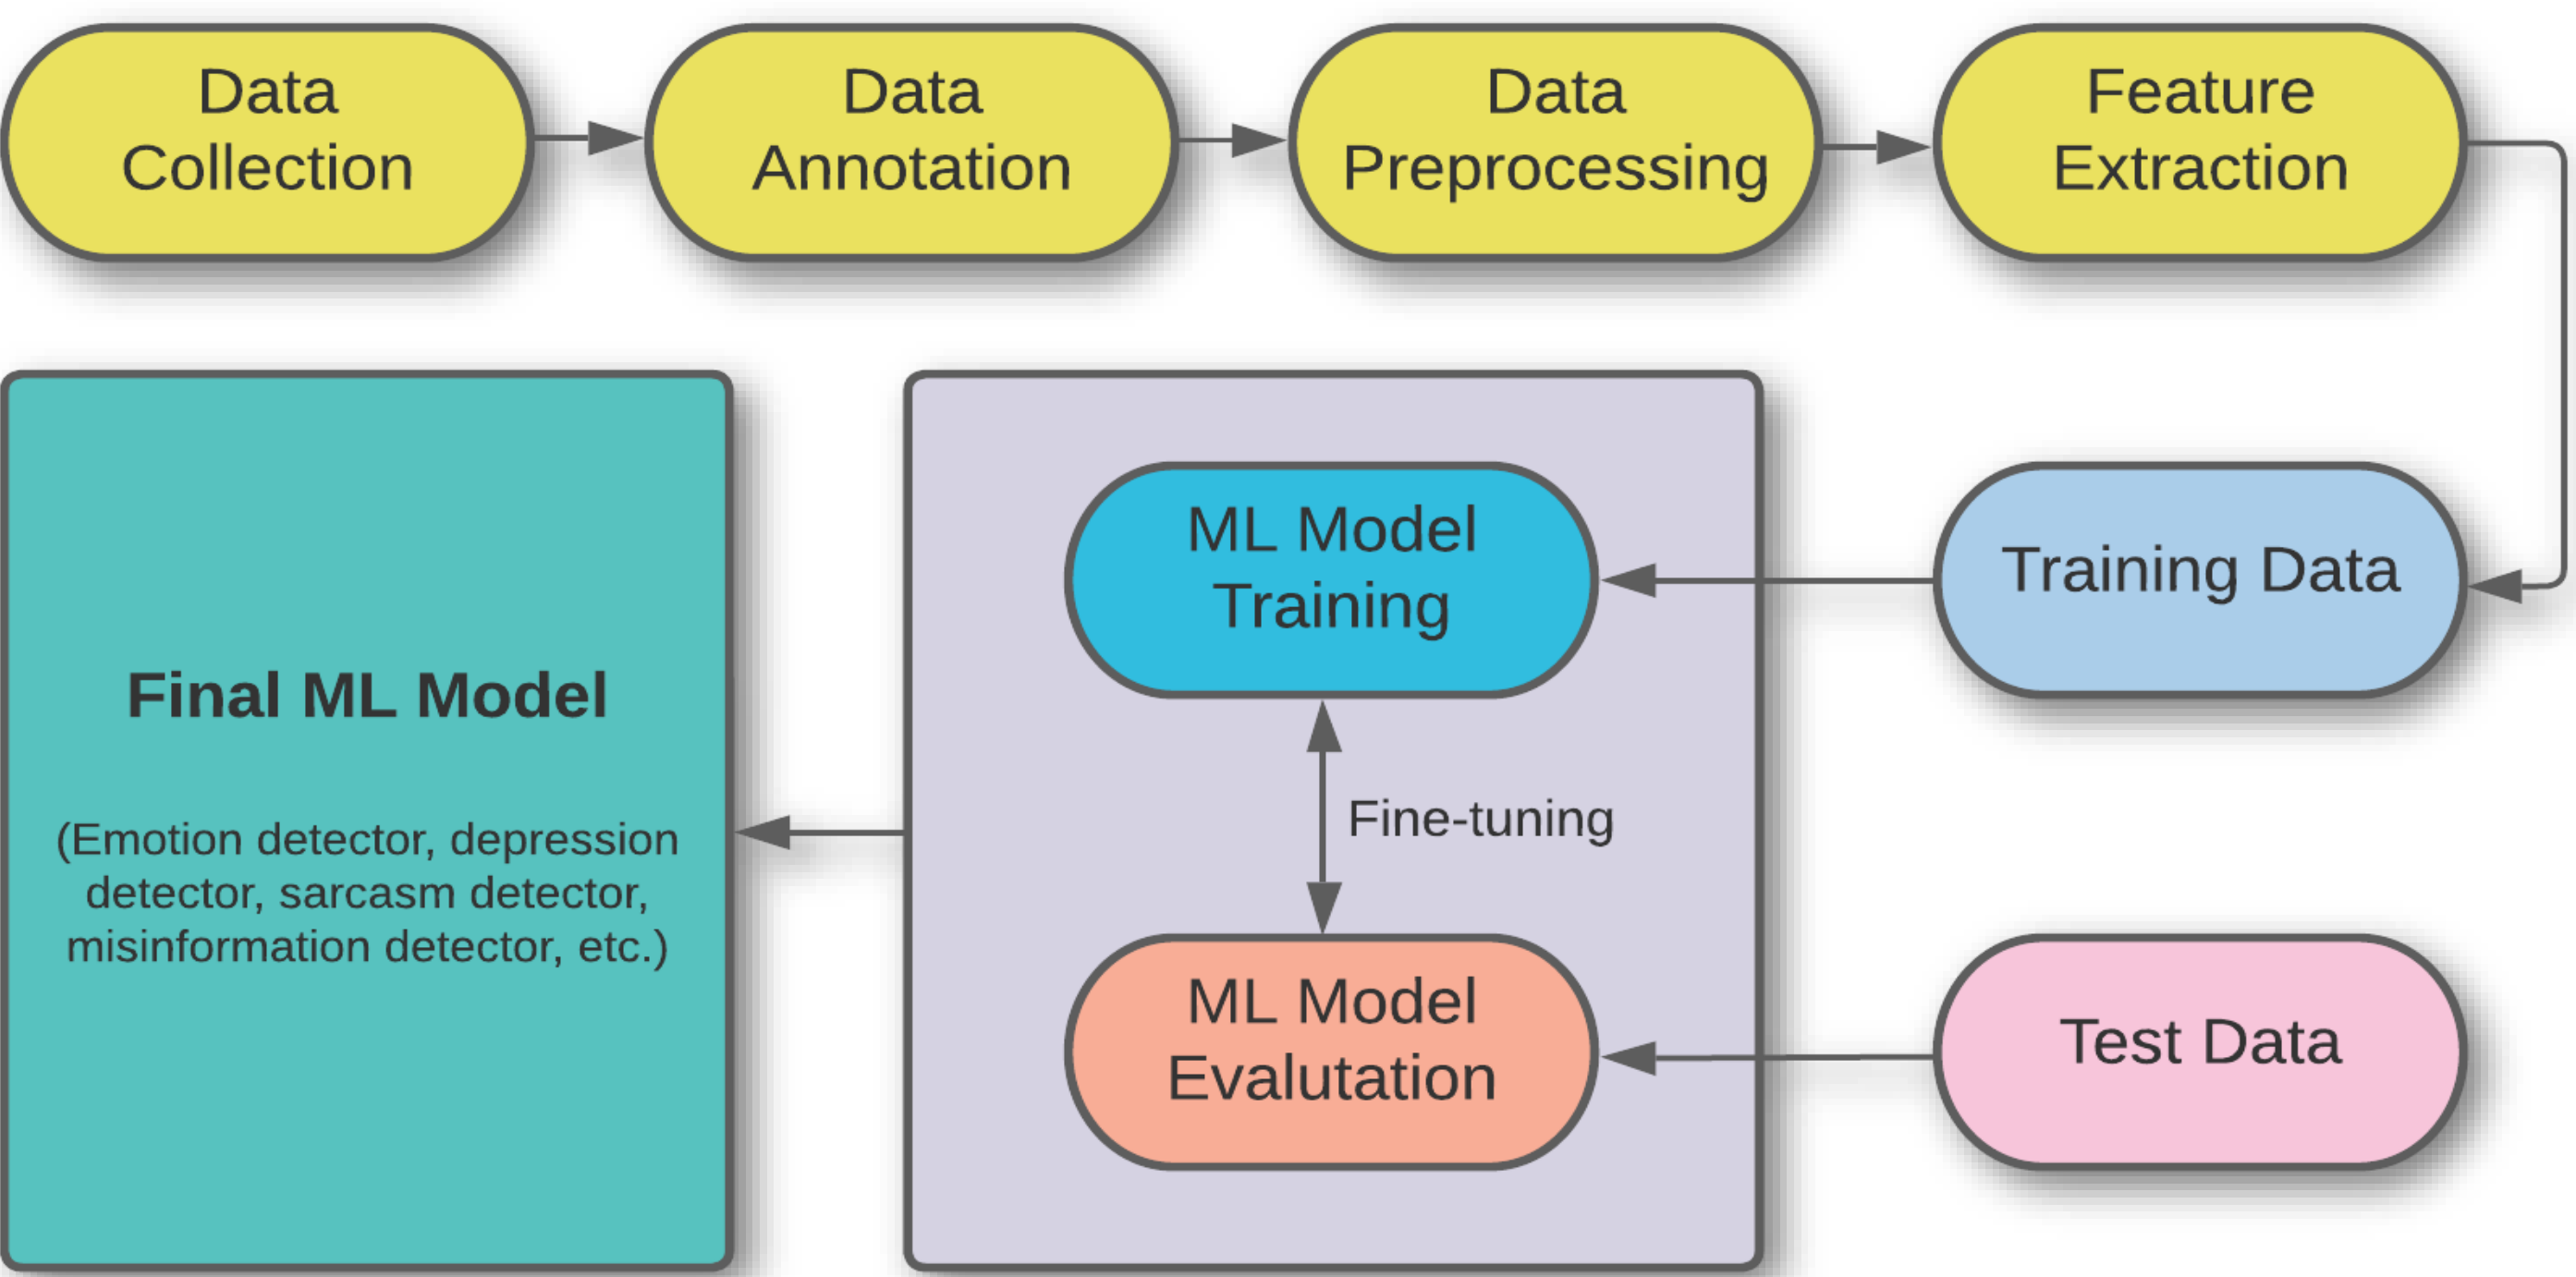 Data
Collection
Data
Annotation
Data
Preprocessing
Feature
Extraction
Training Data
ML Model
Training
Fine-tuning
ML Model
Evalutation
Test Data
Final ML Model
(Emotion detector, depression
detector, sarcasm detector,
misinformation detector, etc.)